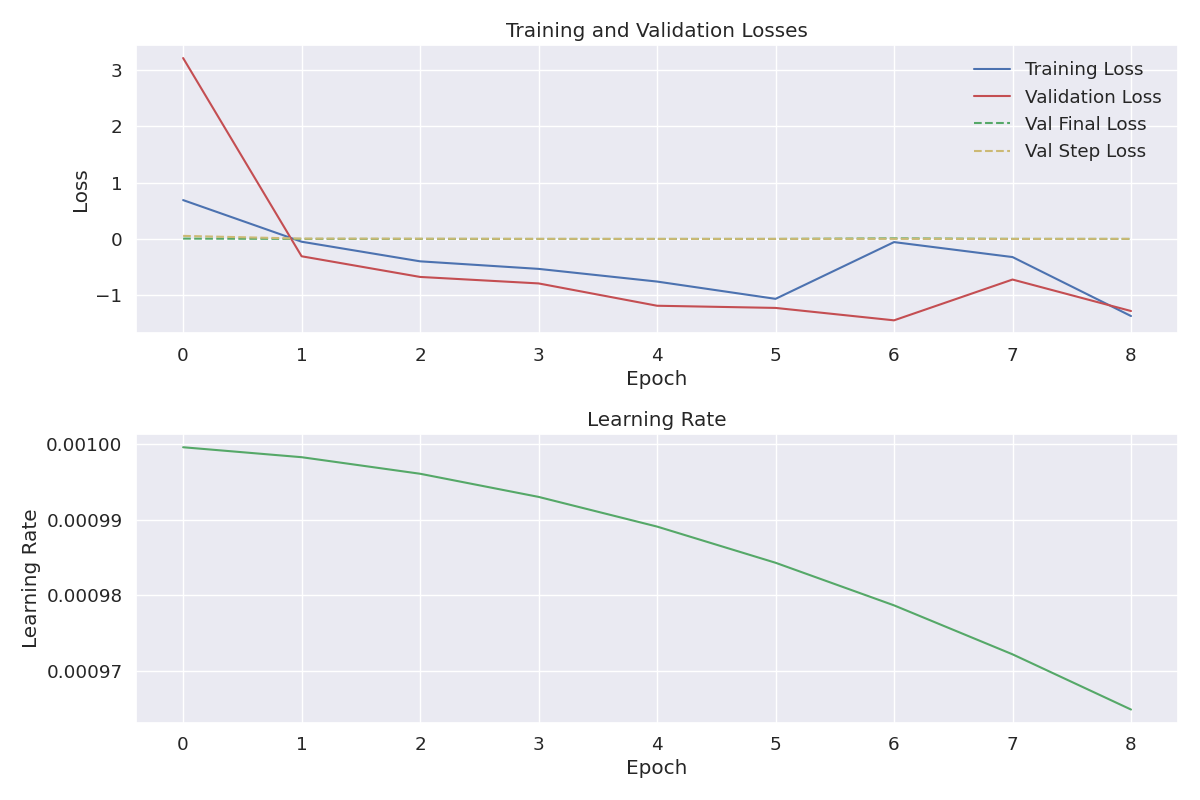 Training and Validation Losses
3
2
1
0
−1
Loss
Training Loss
Validation Loss
Val Final Loss
Val Step Loss
0 1 2 3 4 5 6 7 8
Epoch
Learning Rate
0.00100
0.00099
0.00098
0.00097
Learning Rate
0 1 2 3 4 5 6 7 8
Epoch